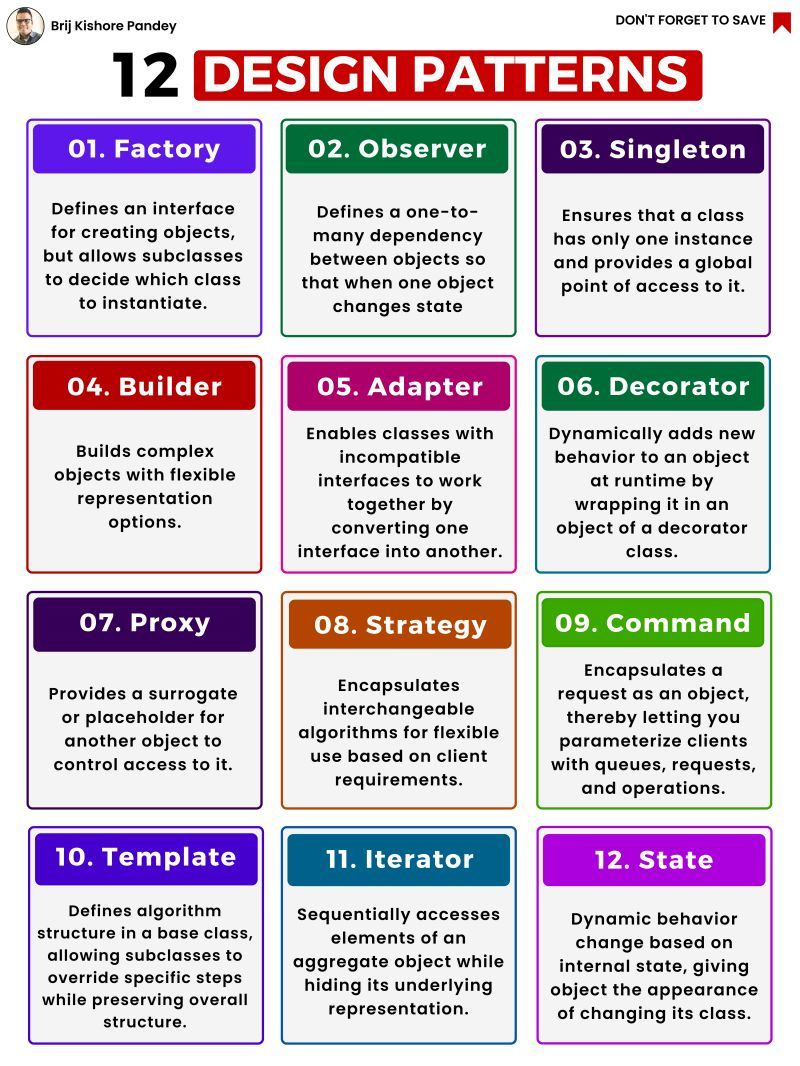 Brij Kishore Pandey
DON'T FORGET TO SAVE
12 DESIGN PATTERNS
01. Factory
Defines an interface
for creating objects,
but allows subclasses
to decide which class
to instantiate.
02. Observer
Defines a one-to-
many dependency
between objects so
that when one object
changes state
03. Singleton
Ensures that a class
has only one instance
and provides a global
point of access to it.
04. Builder
Builds complex
objects with flexible
representation
options.
05. Adapter
Enables classes with
incompatible
interfaces to work
together by
converting one
interface into another.
06. Decorator
Dynamically adds new
behavior to an object
at runtime by
wrapping it in an
object of a decorator
class.
07. Proxy
Provides a surrogate
or placeholder for
another object to
control access to it.
08. Strategy
Encapsulates
interchangeable
algorithms for flexible
use based on client
requirements.
09. Command
Encapsulates a
request as an object,
thereby letting you
parameterize clients
with queues, requests,
and operations.
10. Template
Defines algorithm
structure in a base class,
allowing subclasses to
override specific steps
while preserving overall
structure.
11. Iterator
Sequentially accesses
elements of an
aggregate object while
hiding its underlying
representation.
12. State
Dynamic behavior
change based on
internal state, giving
object the appearance
of changing its class.